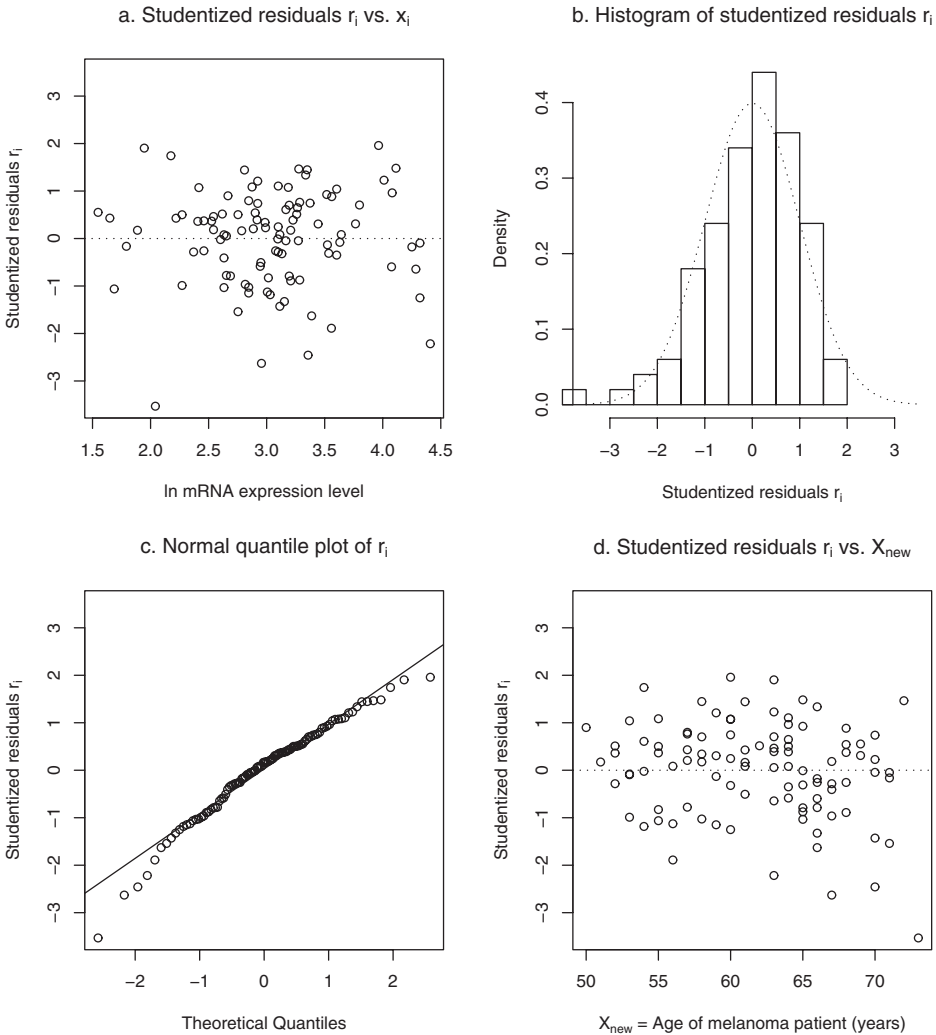 a. Studentized residuals ri vs. xi
Studentized residuals ri
3
2
1
0
−1
−2
−3
1.5 2.0 2.5 3.0 3.5 4.0 4.5
ln mRNA expression level
b. Histogram of studentized residuals ri
Density
0.4
0.3
0.2
0.1
0.0
−3 −2 −1 0 1 2 3
Studentized residuals ri
c. Normal quantile plot of ri
Studentized residuals ri
3
2
1
0
−1
−2
−3
−2 −1 0 1 2
Theoretical Quantiles
d. Studentized residuals ri vs. Xnew
Studentized residuals ri
3
2
1
0
−1
−2
−3
50 55 60 65 70
Xnew = Age of melanoma patient (years)